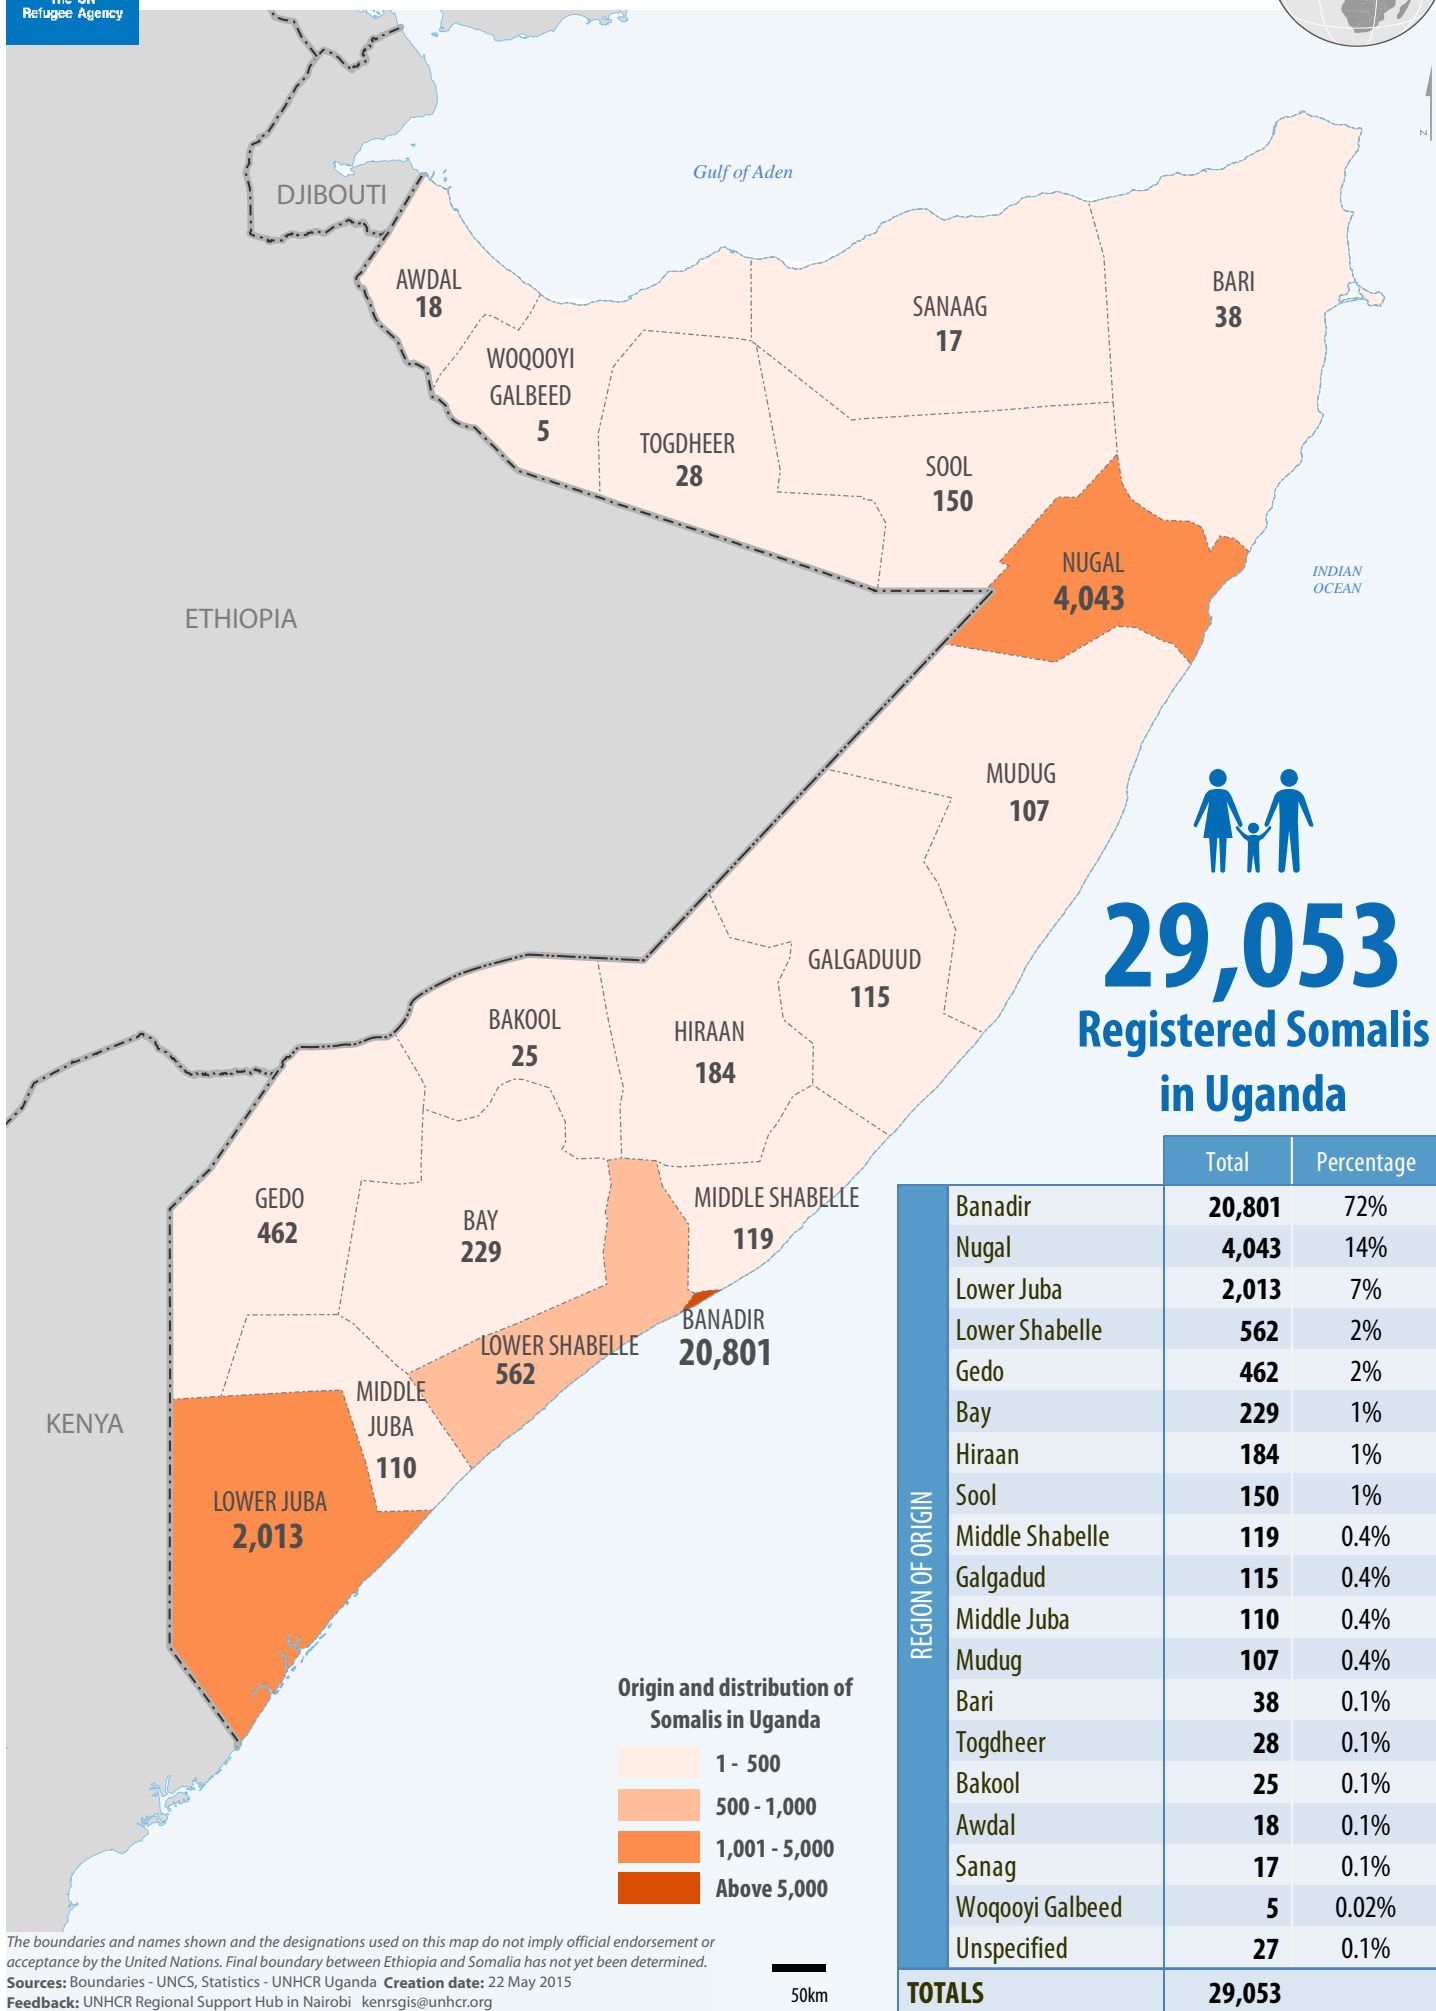 The UN
Refugee Agency
Z
DJIBOUTI
Gulf of Aden
AWDAL
18
WOQOOYI
GALBEED
5
TOGDHEER
28
SANAAG
17
BARI
38
SOOL
150
NUGAL
4,043
INDIAN
OCEAN
ETHIOPIA
MUDUG
107
GALGADUUD
115
BAKOOL
25
HIRAAN
184
GEDO
462
BAY
229
MIDDLE SHABELLE
119
BANADIR
20,801
LOWER SHABELLE
562
MIDDLE
JUBA
110
KENYA
LOWER JUBA
2,013
29,053
Registered Somalis
in Uganda
Total Percentage
REGION OF ORIGIN
Banadir 20,801 72%
Nugal 4,043 14%
Lower Juba 2,013 7%
Lower Shabelle 562 2%
Gedo 462 2%
Bay 229 1%
Hiraan 184 1%
Sool 150 1%
Middle Shabelle 119 0.4%
Galgadud 115 0.4%
Middle Juba 110 0.4%
Mudug 107 0.4%
Bari 38 0.1%
Togdheer 28 0.1%
Bakool 25 0.1%
Awdal 18 0.1%
Sanag 17 0.1%
Woqooyi Galbeed 5 0.02%
Unspecified 27 0.1%
TOTALS 29,053
Origin and distribution of
Somalis in Uganda
1 - 500
500 - 1,000
1,001 - 5,000
Above 5,000
The boundaries and names shown and the designations used on this map do not imply official endorsement or
acceptance by the United Nations. Final boundary between Ethiopia and Somalia has not yet been determined.
Sources: Boundaries - UNCS, Statistics - UNHCR Uganda Creation date: 22 May 2015
Feedback: UNHCR Regional Support Hub in Nairobi kenrsgis@unhcr.org
50km